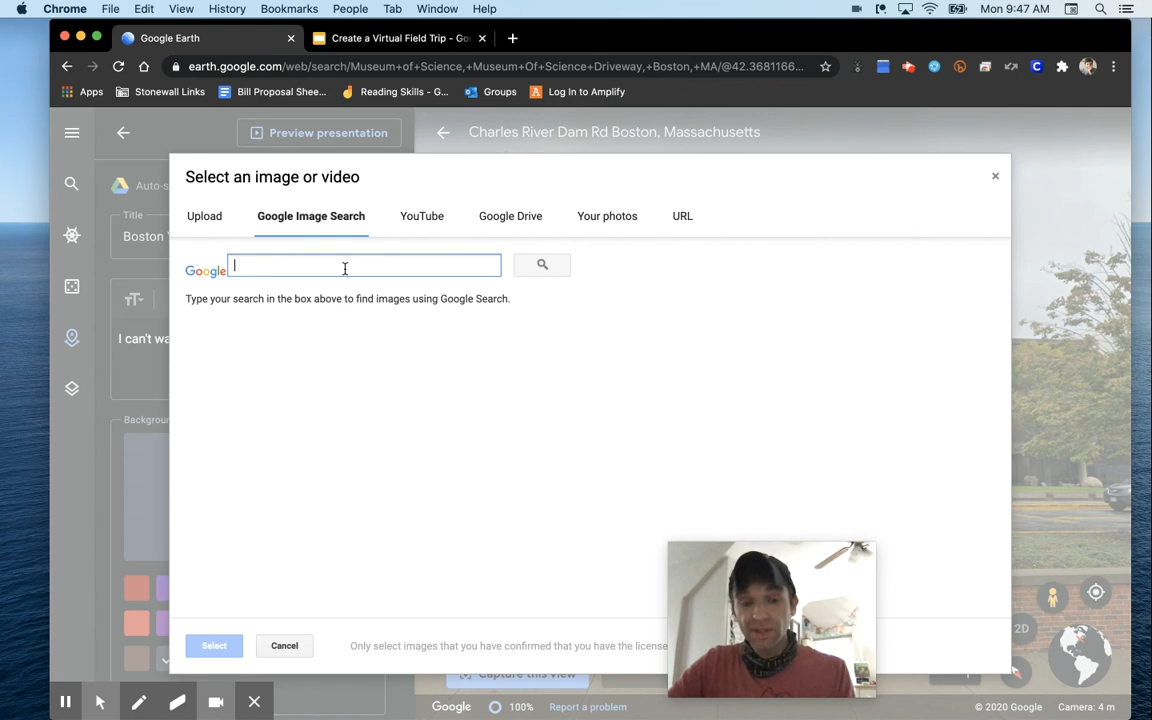 Chrome File Edit View History Bookmarks People Tab Window Help Mon 9:47 AM
Google Earth
Create a Virtual Field Trip - Go
earth.google.com/web/search/Museum+of+Science,+Museum+Of+Science+Driveway,+Boston,+MA/@42.3681166...
Apps Stonewall Links Bill Proposal Shee... Reading Skills - G... Groups Log In to Amplify
Preview presentation
Charles River Dam Rd Boston, Massachusetts
Select an image or video
Auto-s
Upload Google Image Search YouTube Google Drive Your photos URL
Title
Boston
Google
Type your search in the box above to find images using Google Search.
I can't wa
Backgroun
2D
Select Cancel Only select images that you have confirmed that you have the license
Capture this view
Google 100% Report a problem © 2020 Google Camera: 4 m